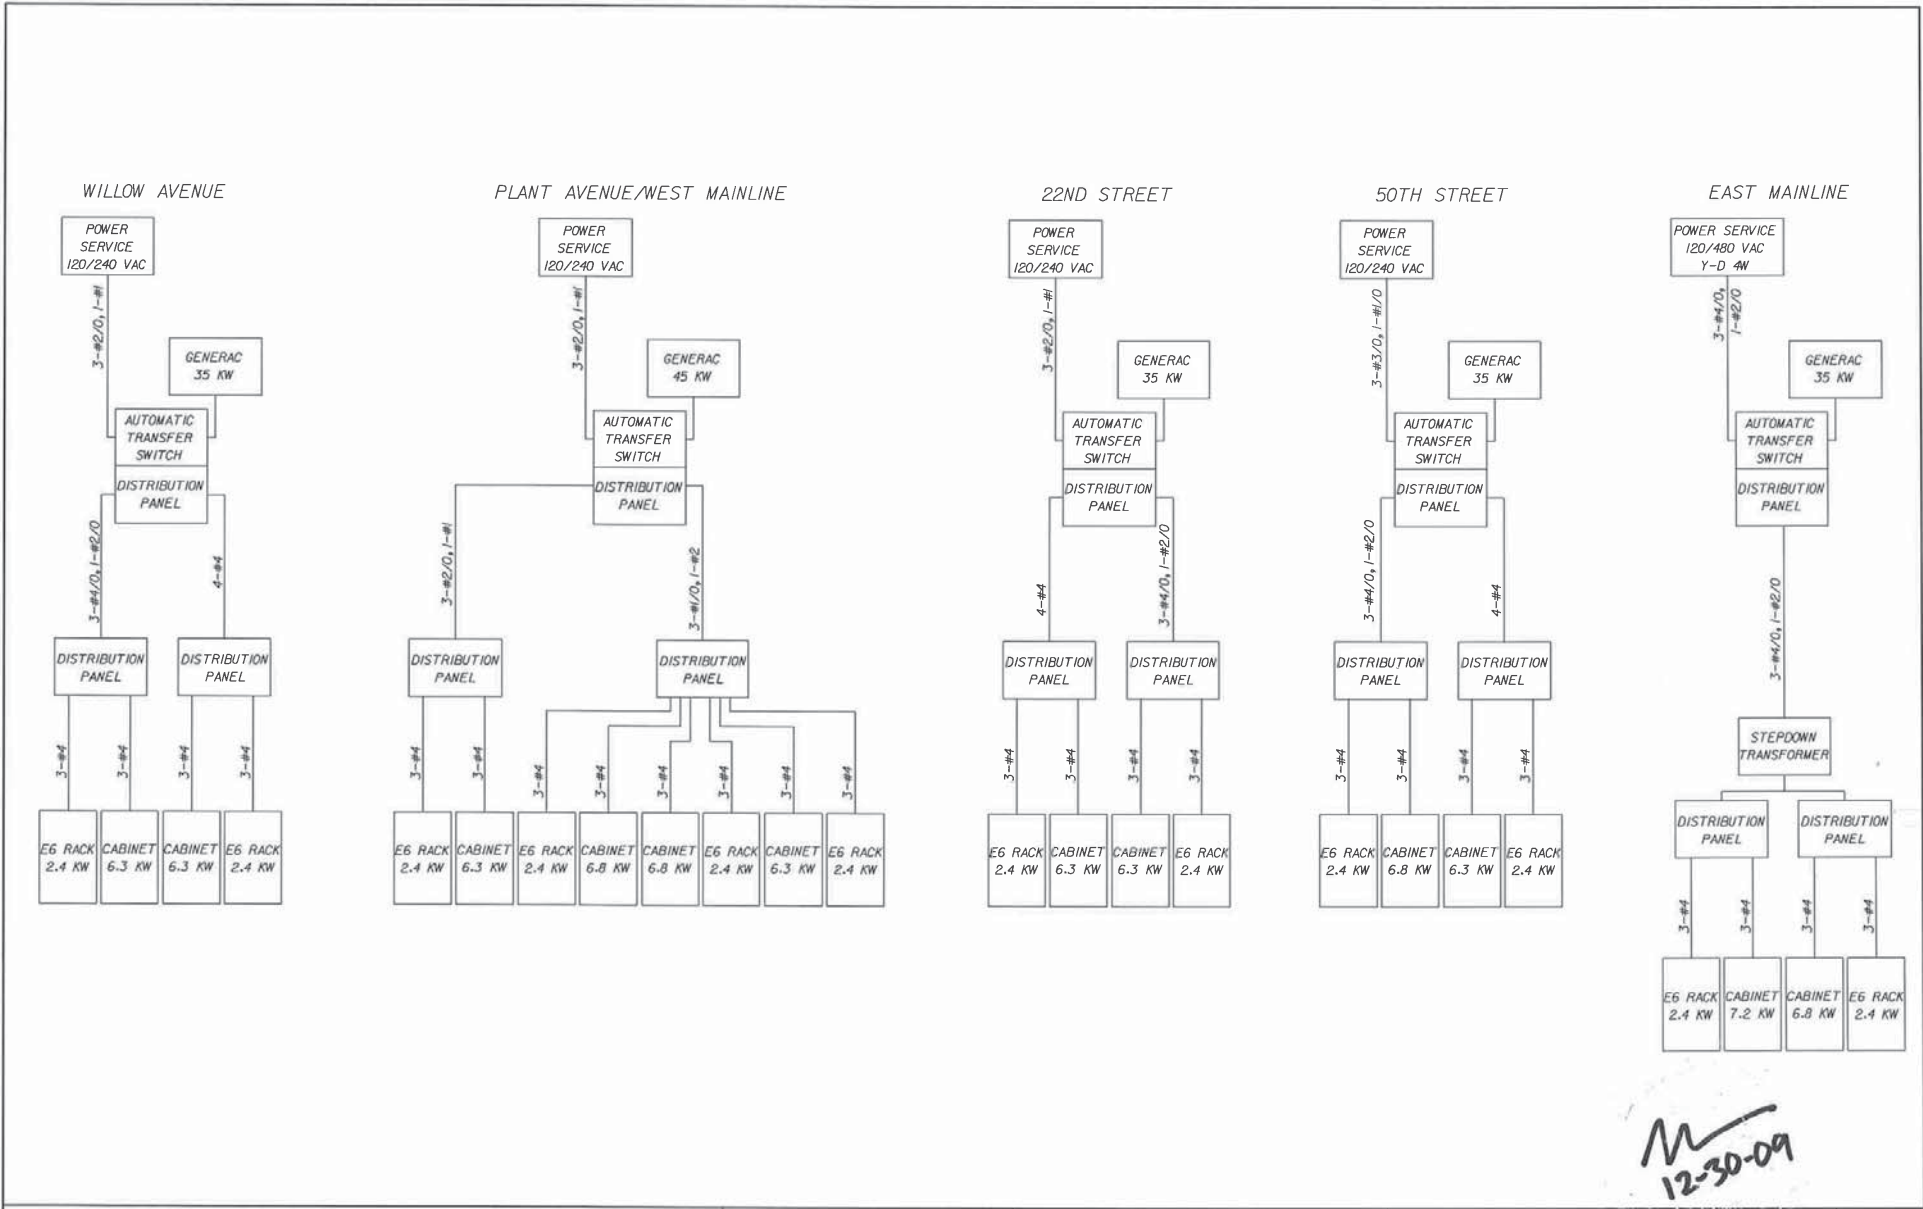 WILLOW AVENUE
POWER
SERVICE
120/240 VAC
3-#2/0, 1-#1
GENERAC
35 KW
AUTOMATIC
TRANSFER
SWITCH
DISTRIBUTION
PANEL
3-#4/0, 1-#2/0
4-#4
DISTRIBUTION
PANEL
DISTRIBUTION
PANEL
3-#4
3-#4
3-#4
3-#4
E6 RACK
2.4 KW
CABINET
6.3 KW
CABINET
6.3 KW
E6 RACK
2.4 KW
PLANT AVENUE/WEST MAINLINE
POWER
SERVICE
120/240 VAC
3-#2/0, 1-#1
GENERAC
45 KW
AUTOMATIC
TRANSFER
SWITCH
DISTRIBUTION
PANEL
3-#2/0, 1-#1
3-#1/0, 1-#2
DISTRIBUTION
PANEL
DISTRIBUTION
PANEL
3-#4
3-#4
3-#4
3-#4
3-#4
3-#4
3-#4
3-#4
E6 RACK
2.4 KW
CABINET
6.3 KW
E6 RACK
2.4 KW
CABINET
6.8 KW
CABINET
6.8 KW
E6 RACK
2.4 KW
CABINET
6.3 KW
E6 RACK
2.4 KW
22ND STREET
POWER
SERVICE
120/240 VAC
3-#2/0, 1-#1
GENERAC
35 KW
AUTOMATIC
TRANSFER
SWITCH
DISTRIBUTION
PANEL
4-#4
3-#4/0, 1-#2/0
DISTRIBUTION
PANEL
DISTRIBUTION
PANEL
3-#4
3-#4
3-#4
3-#4
E6 RACK
2.4 KW
CABINET
6.3 KW
CABINET
6.3 KW
E6 RACK
2.4 KW
50TH STREET
POWER
SERVICE
120/240 VAC
3-#3/0, 1-#1/0
GENERAC
35 KW
AUTOMATIC
TRANSFER
SWITCH
DISTRIBUTION
PANEL
3-#4/0, 1-#2/0
4-#4
DISTRIBUTION
PANEL
DISTRIBUTION
PANEL
3-#4
3-#4
3-#4
3-#4
E6 RACK
2.4 KW
CABINET
6.8 KW
CABINET
6.3 KW
E6 RACK
2.4 KW
EAST MAINLINE
POWER SERVICE
120/480 VAC
Y-D 4W
3-#4/0,
1-#2/0
GENERAC
35 KW
AUTOMATIC
TRANSFER
SWITCH
DISTRIBUTION
PANEL
3-#4/0, 1-#2/0
STEPDOWN
TRANSFORMER
DISTRIBUTION
PANEL
DISTRIBUTION
PANEL
3-#4
3-#4
3-#4
3-#4
E6 RACK
2.4 KW
CABINET
7.2 KW
CABINET
6.8 KW
E6 RACK
2.4 KW
12-30-09